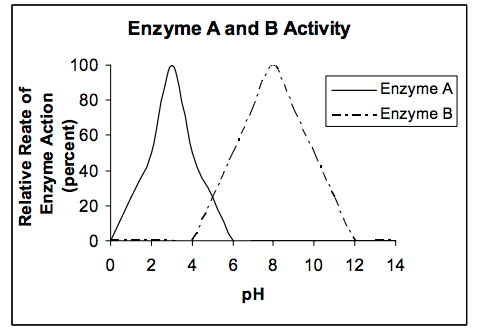 Enzyme A and B Activity
Relative Reate of
Enzyme Action
(percent)
100
80
60
40
20
0
0 2 4 6 8 10 12 14
pH
Enzyme A
Enzyme B